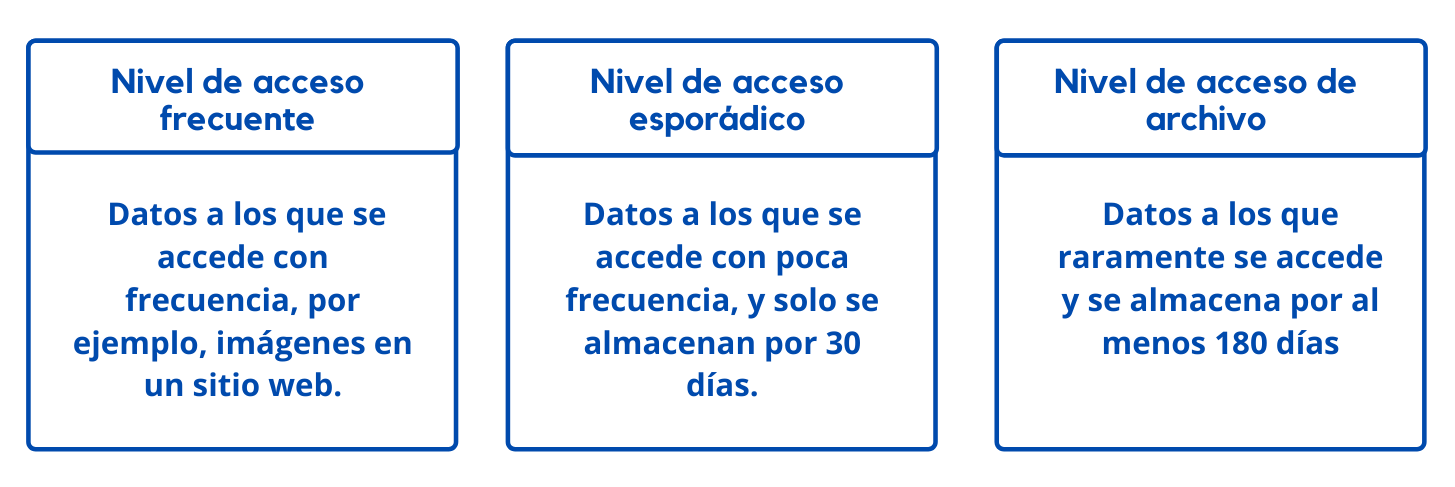 Nivel de acceso
frecuente
Datos a los que se
accede con
frecuencia, por
ejemplo, imágenes en
un sitio web.
Nivel de acceso
esporádico
Datos a los que se
accede con poca
frecuencia, y solo se
almacenan por 30
días.
Nivel de acceso de
archivo
Datos a los que
raramente se accede
y se almacena por al
menos 180 días